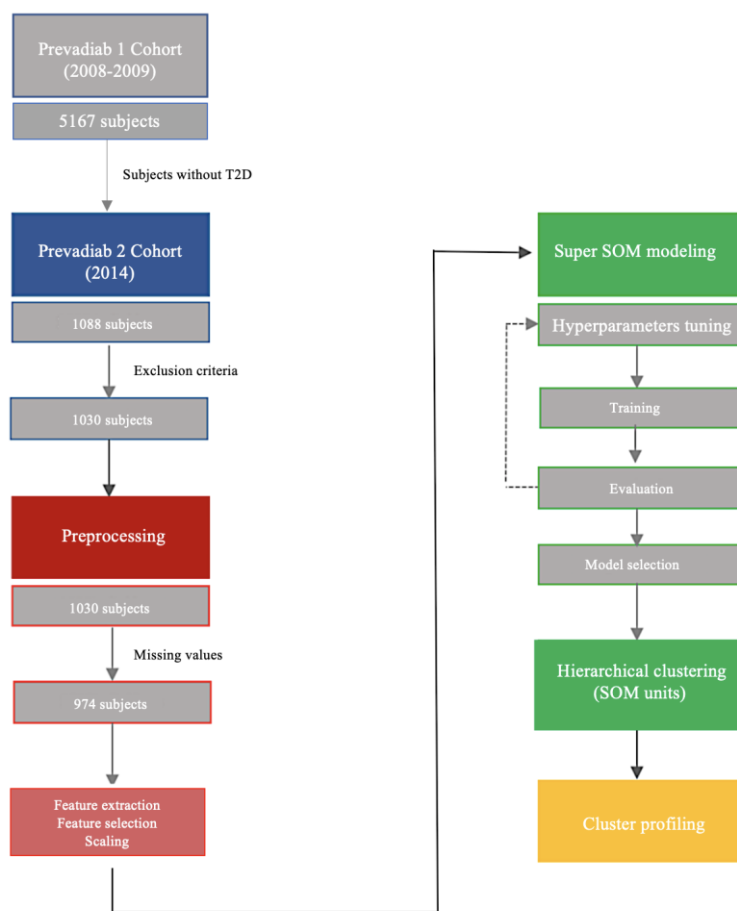 Prevadiab 1 Cohort
(2008-2009)
5167 subjects
Subjects without T2D
Prevadiab 2 Cohort
(2014)
1088 subjects
Exclusion criteria
1030 subjects
Preprocessing
1030 subjects
Missing values
974 subjects
Feature extraction
Feature selection
Scaling
Super SOM modeling
Hyperparameters tuning
Training
Evaluation
Model selection
Hierarchical clustering
(SOM units)
Cluster profiling